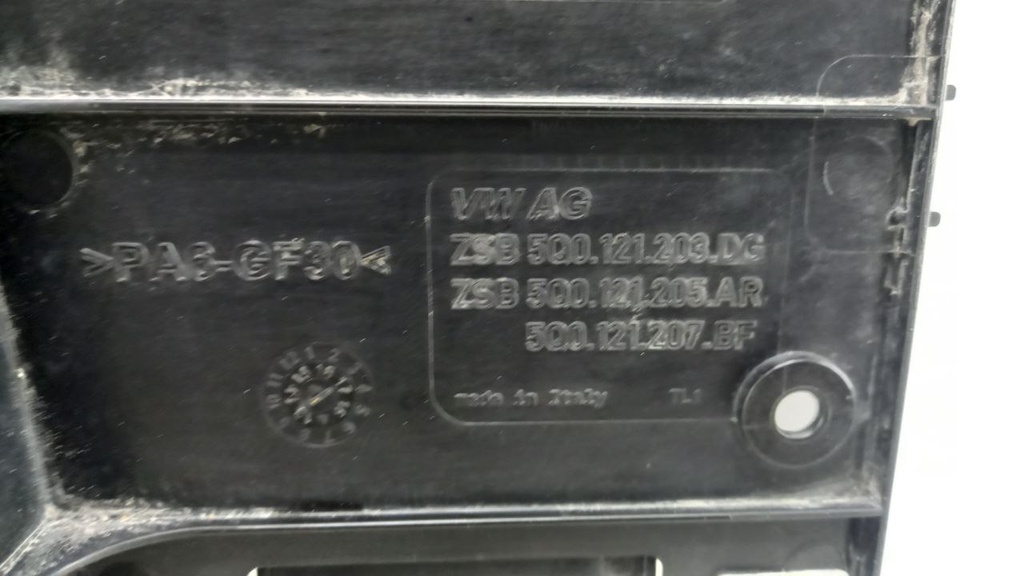 VW AG
>PA6-GF30<
ZSB 5Q0.121.203.DG
ZSB 5Q0.121.205.AR
5Q0.121.207.BF
made in Italy TL1